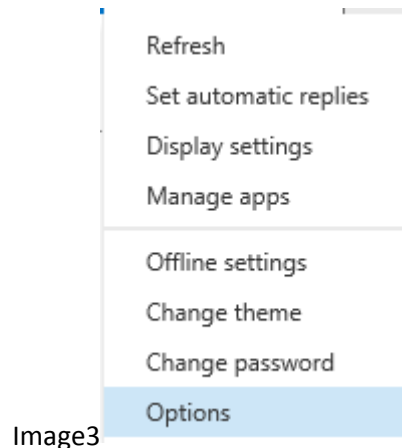 Refresh
Set automatic replies
Display settings
Manage apps
Offline settings
Change theme
Change password
Options
Image3